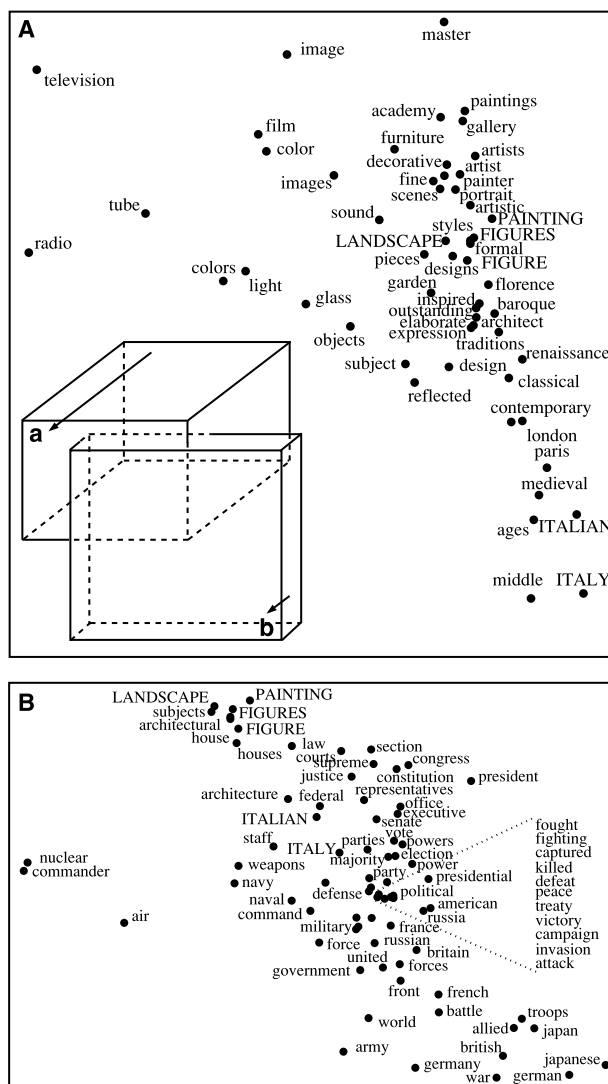 A
master
image
television
paintings
academy
gallery
film
furniture
color
artists
decorative
artist
images
fine
painter
scenes
portrait
tube
artistic
sound
PAINTING
styles
FIGURES
radio
LANDSCAPE
formal
pieces
FIGURE
designs
colors
light
garden
florence
glass
inspired
baroque
outstanding
elaborate
architect
objects
expression
traditions
renaissance
subject
design
classical
reflected
contemporary
a
london
paris
medieval
ages
ITALIAN
middle
ITALY
b
B
LANDSCAPE
PAINTING
subjects
FIGURES
architectural
FIGURE
house
houses
law
section
courts
supreme
congress
justice
constitution
president
representatives
architecture
federal
office
executive
ITALIAN
senate
vote
fought
staff
parties
powers
fighting
ITALY
election
captured
majority
nuclear
weapons
power
killed
commander
party
presidential
defeat
navy
defense
political
peace
naval
american
treaty
command
russia
victory
air
military
france
campaign
force
russian
britain
invasion
united
forces
attack
government
front
french
battle
troops
world
allied
japan
army
british
japanese
germany
war
german